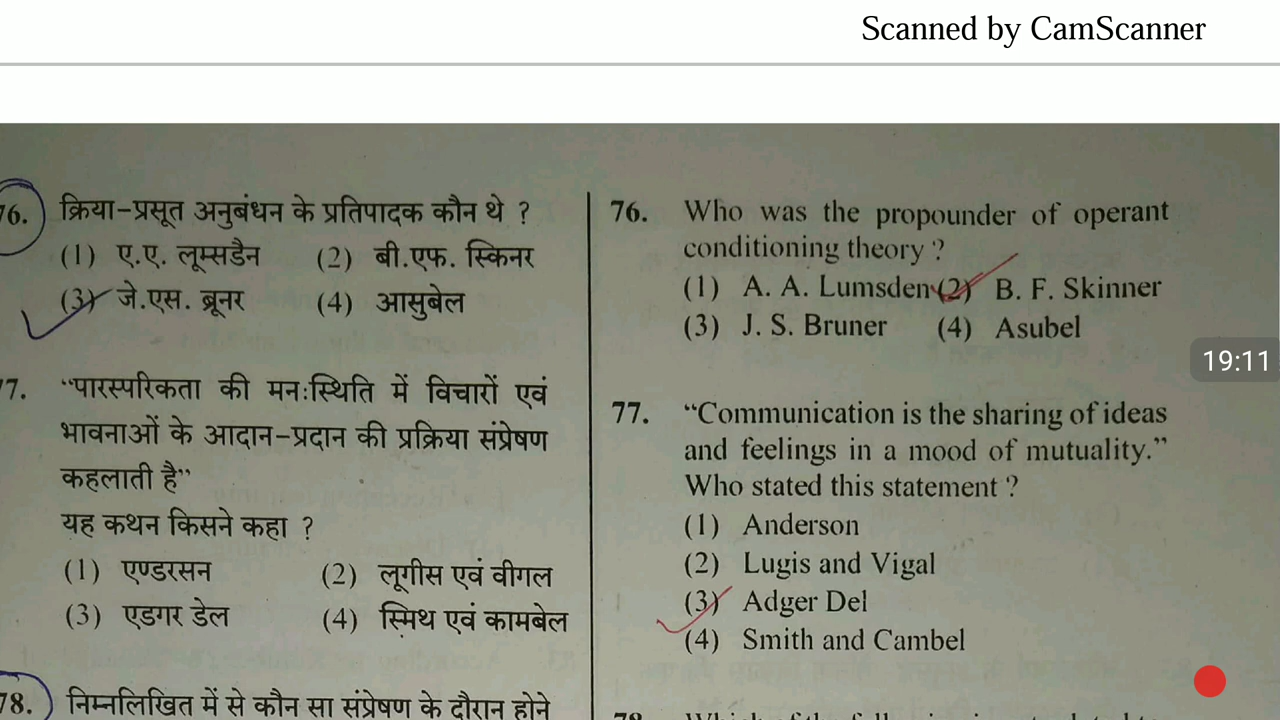 Scanned by CamScanner
76. क्रिया-प्रसूत अनुबंधन के प्रतिपादक कौन थे ?
(1) ए.ए. लूम्सडैन (2) बी.एफ. स्किनर
(3) जे.एस. ब्रूनर (4) आसुबेल
77. “पारस्परिकता की मनःस्थिति में विचारों एवं
भावनाओं के आदान-प्रदान की प्रक्रिया संप्रेषण
कहलाती है”
यह कथन किसने कहा ?
(1) एण्डरसन (2) लूगीस एवं वीगल
(3) एडगर डेल (4) स्मिथ एवं कामबेल
78. निम्नलिखित में से कौन सा संप्रेषण के दौरान होने
76. Who was the propounder of operant
conditioning theory ?
(1) A. A. Lumsden (2) B. F. Skinner
(3) J. S. Bruner (4) Asubel
77. “Communication is the sharing of ideas
and feelings in a mood of mutuality.”
Who stated this statement ?
(1) Anderson
(2) Lugis and Vigal
(3) Adger Del
(4) Smith and Cambel
19:11